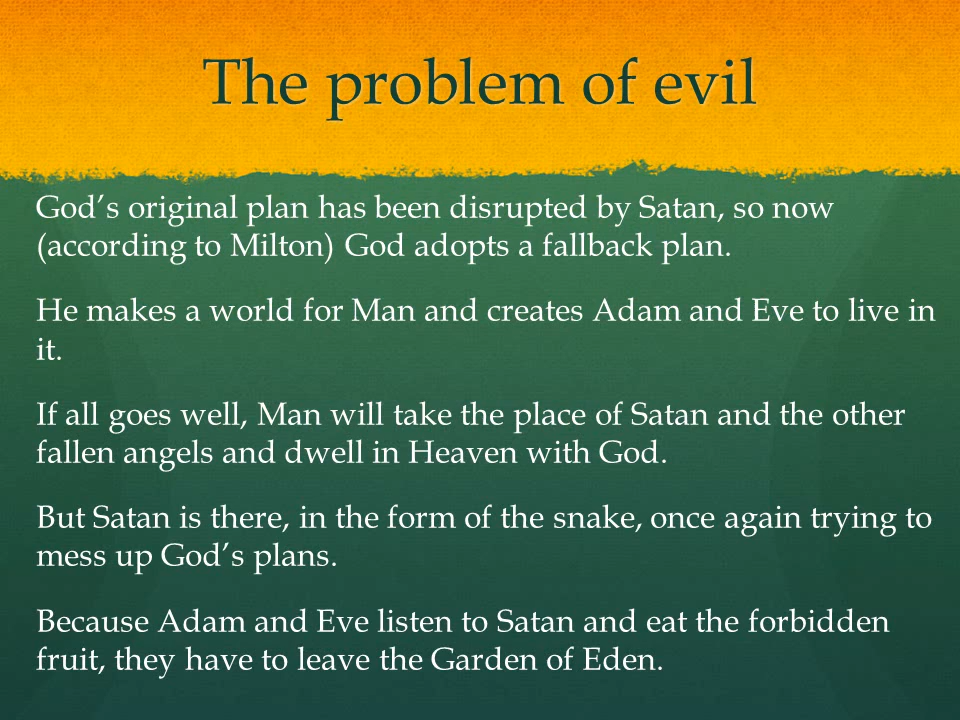 The problem of evil
God’s original plan has been disrupted by Satan, so now
(according to Milton) God adopts a fallback plan.
He makes a world for Man and creates Adam and Eve to live in
it.
If all goes well, Man will take the place of Satan and the other
fallen angels and dwell in Heaven with God.
But Satan is there, in the form of the snake, once again trying to
mess up God’s plans.
Because Adam and Eve listen to Satan and eat the forbidden
fruit, they have to leave the Garden of Eden.